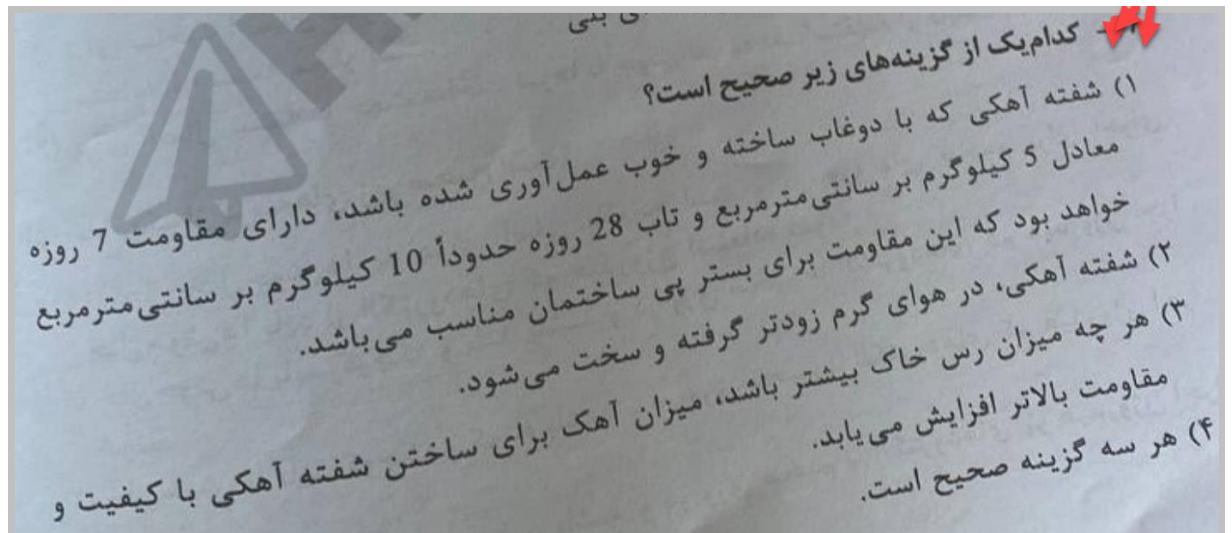 ی بتی
- کدام‌یک از گزینه‌های زیر صحیح است؟
۱) شفته آهکی که با دوغاب ساخته و خوب عمل‌آوری شده باشد، دارای مقاومت 7 روزه
معادل 5 کیلوگرم بر سانتی‌مترمربع و تاب 28 روزه حدوداً 10 کیلوگرم بر سانتی‌مترمربع
خواهد بود که این مقاومت برای بستر پی ساختمان مناسب می‌باشد.
۲) شفته آهکی، در هوای گرم زودتر گرفته و سخت می‌شود.
۳) هر چه میزان رس خاک بیشتر باشد، میزان آهک برای ساختن شفته آهکی با کیفیت و
مقاومت بالاتر افزایش می‌یابد.
۴) هر سه گزینه صحیح است.